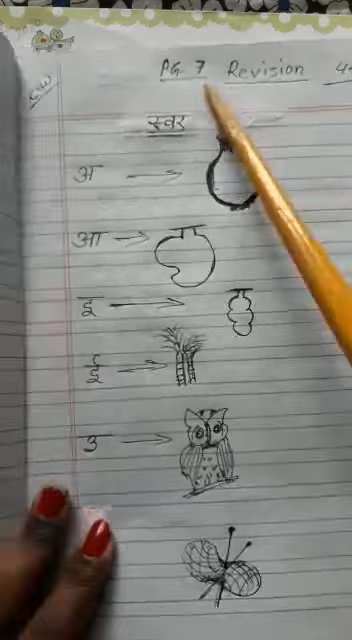 PG. 7 Revision
C.W
स्वर
अ →
आ →
इ →
ई →
उ →